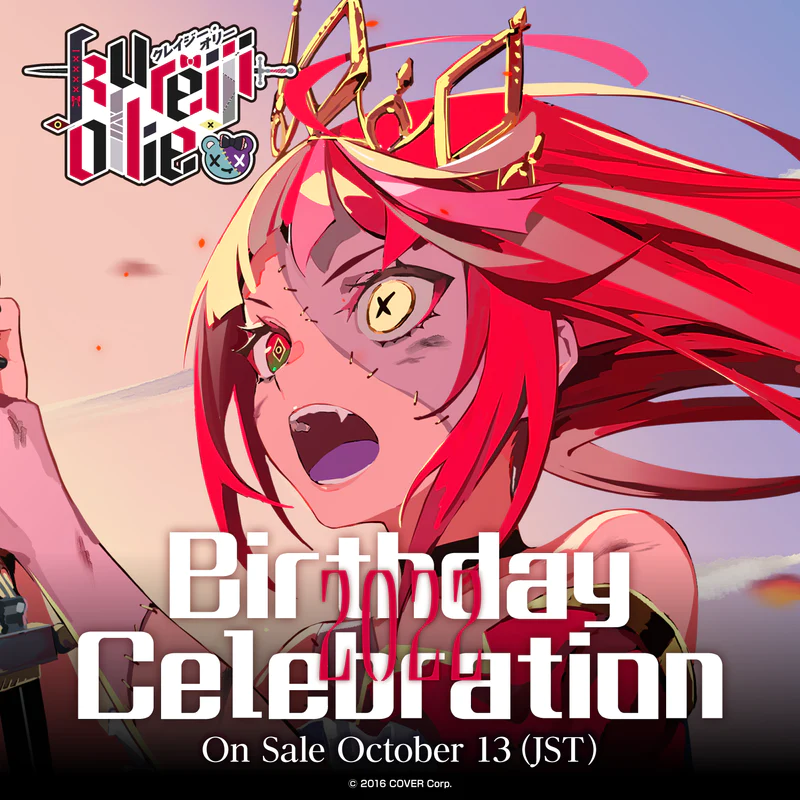 クレイジー・オリー
Kureiji
Ollie
Birthday
2022
Celebration
On Sale October 13 (JST)
© 2016 COVER Corp.